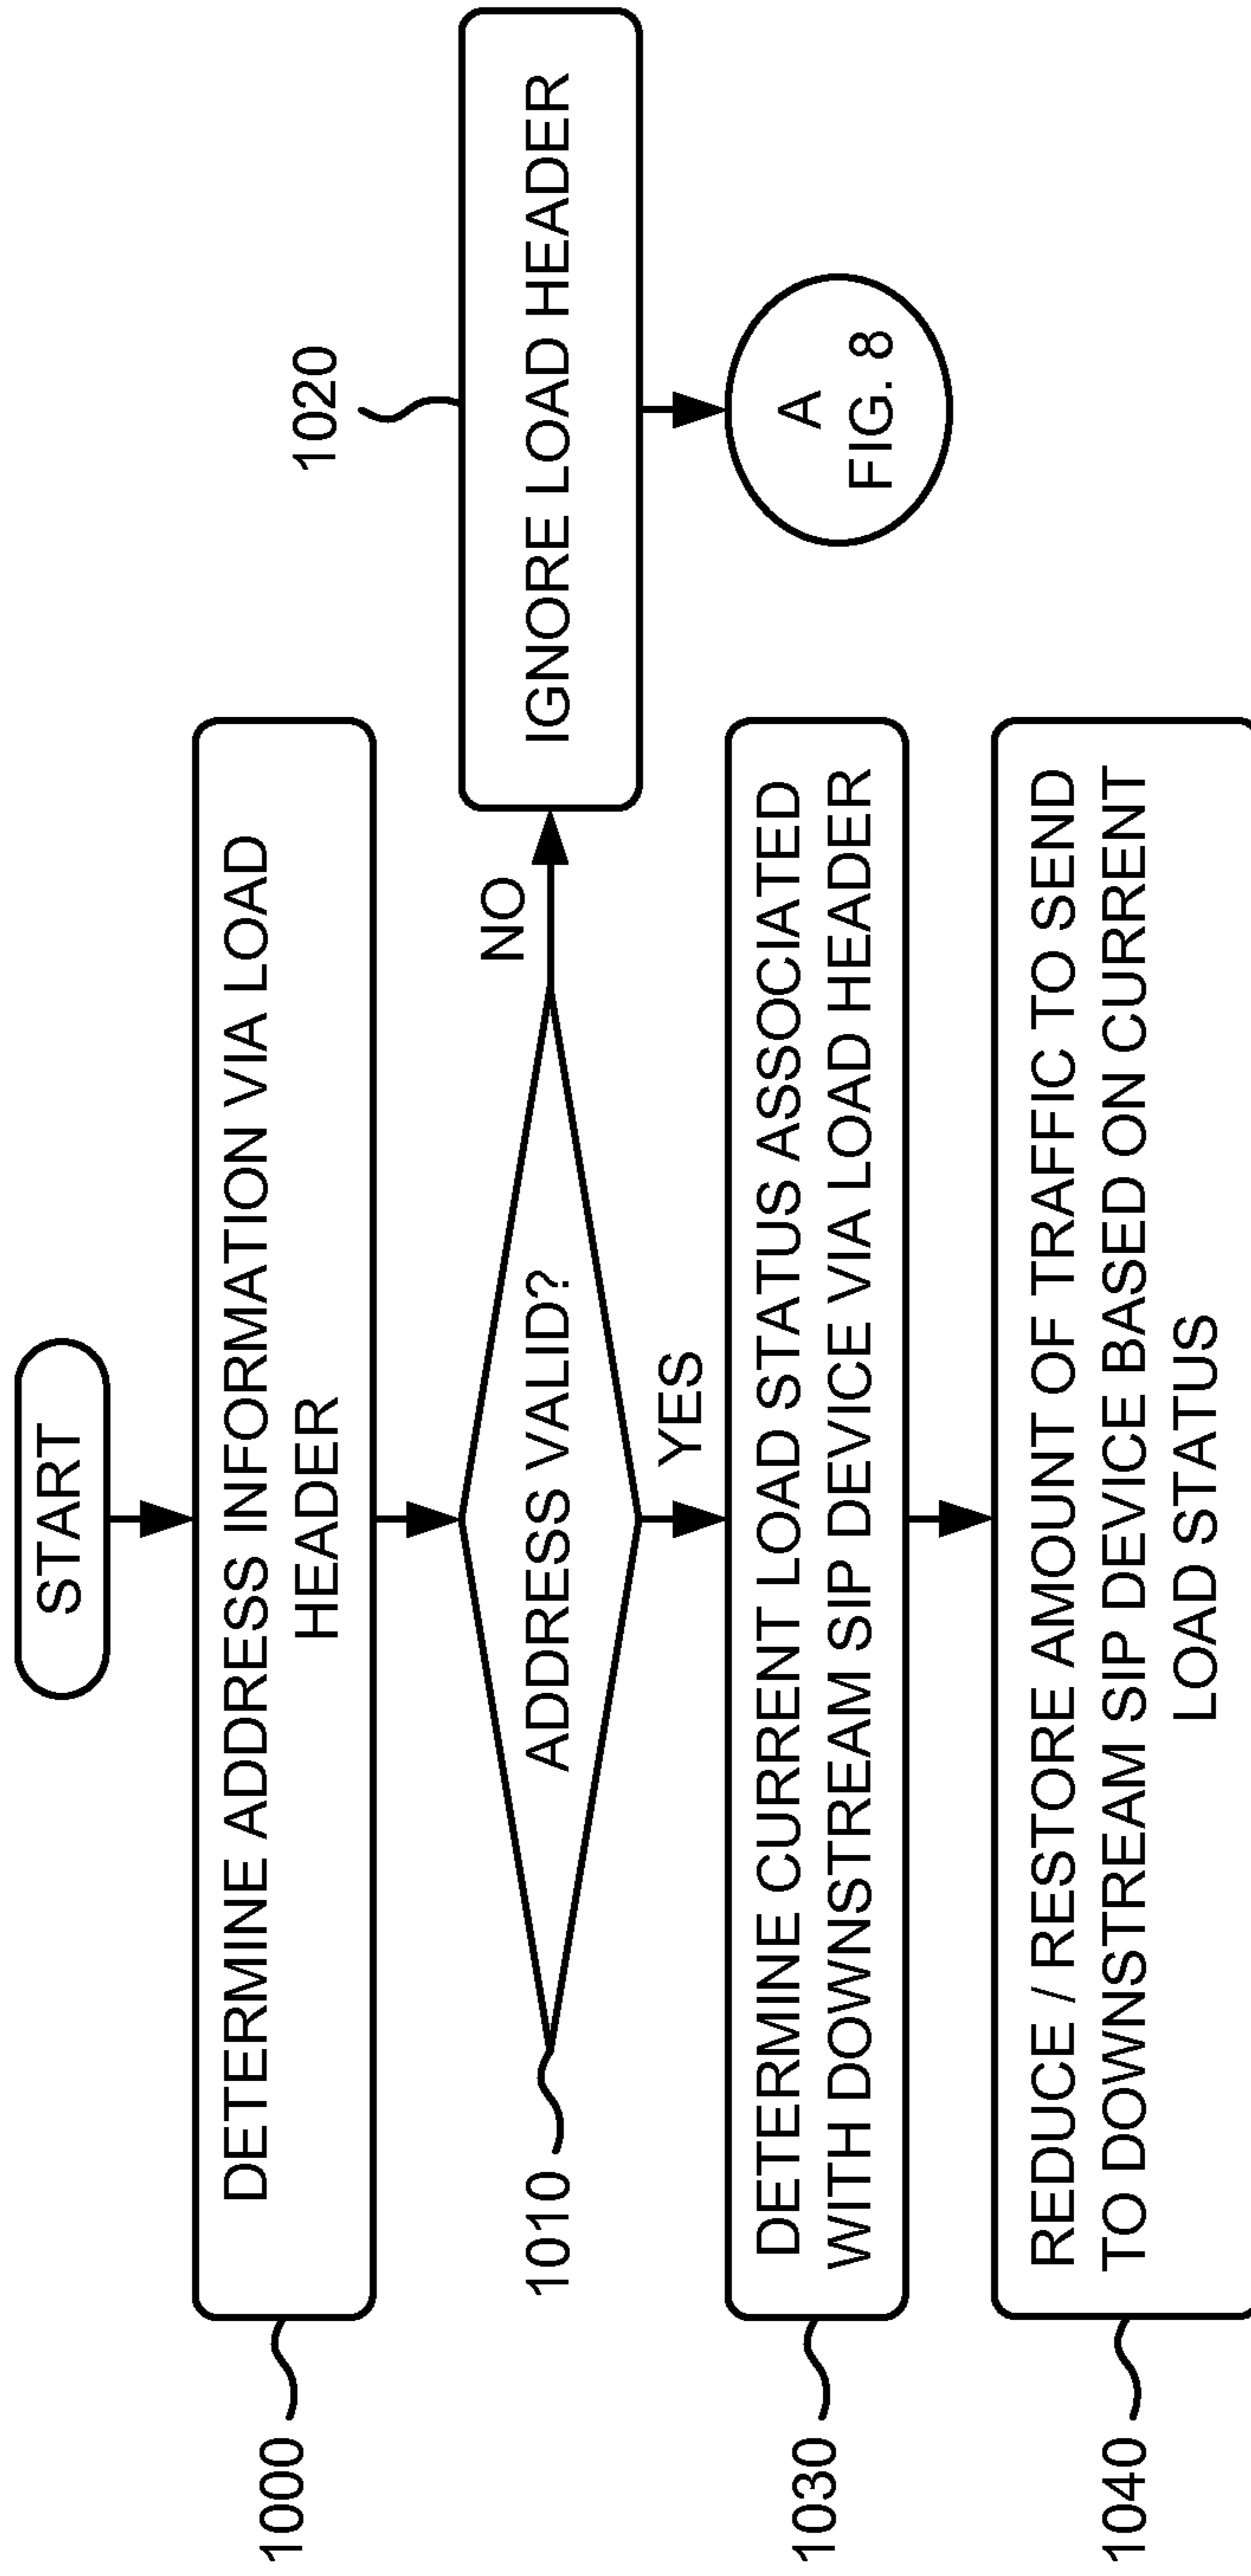 START
1000
DETERMINE ADDRESS INFORMATION VIA LOAD
HEADER
1010
ADDRESS VALID?
NO
1020
IGNORE LOAD HEADER
A
FIG. 8
YES
1030
DETERMINE CURRENT LOAD STATUS ASSOCIATED
WITH DOWNSTREAM SIP DEVICE VIA LOAD HEADER
1040
REDUCE / RESTORE AMOUNT OF TRAFFIC TO SEND
TO DOWNSTREAM SIP DEVICE BASED ON CURRENT
LOAD STATUS